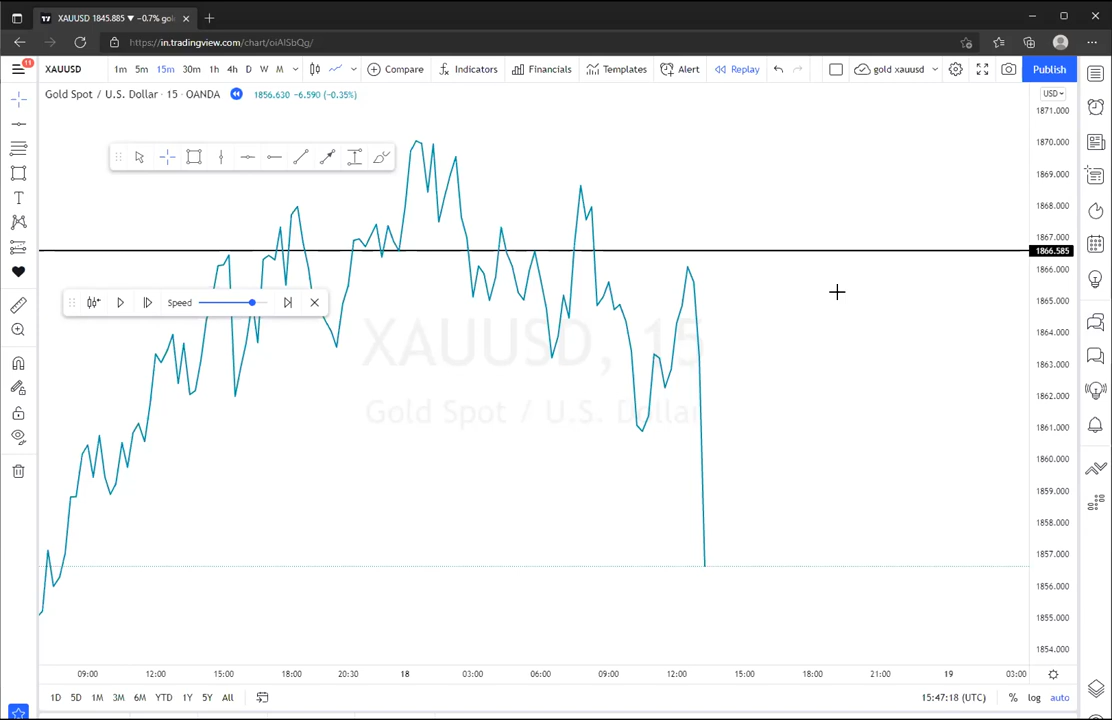 XAUUSD 1845.885 ▼ −0.7% gol
https://in.tradingview.com/chart/oiAlSbQg/
11
XAUUSD 1m 5m 15m 30m 1h 4h D W M Compare Indicators Financials Templates Alert Replay gold xauusd Publish
Gold Spot / U.S. Dollar · 15 · OANDA 1856.630 −6.590 (−0.35%)
USD
1871.000
1870.000
1869.000
1868.000
1867.000
1866.585
1866.000
Speed
1865.000
XAUUSD, 15
1864.000
1863.000
1862.000
Gold Spot / U.S. Dollar
1861.000
1860.000
1859.000
1858.000
1857.000
1856.000
1855.000
1854.000
09:00 12:00 15:00 18:00 20:30 18 03:00 06:00 09:00 12:00 15:00 18:00 21:00 19 03:00
1D 5D 1M 3M 6M YTD 1Y 5Y All 15:47:18 (UTC) % log auto